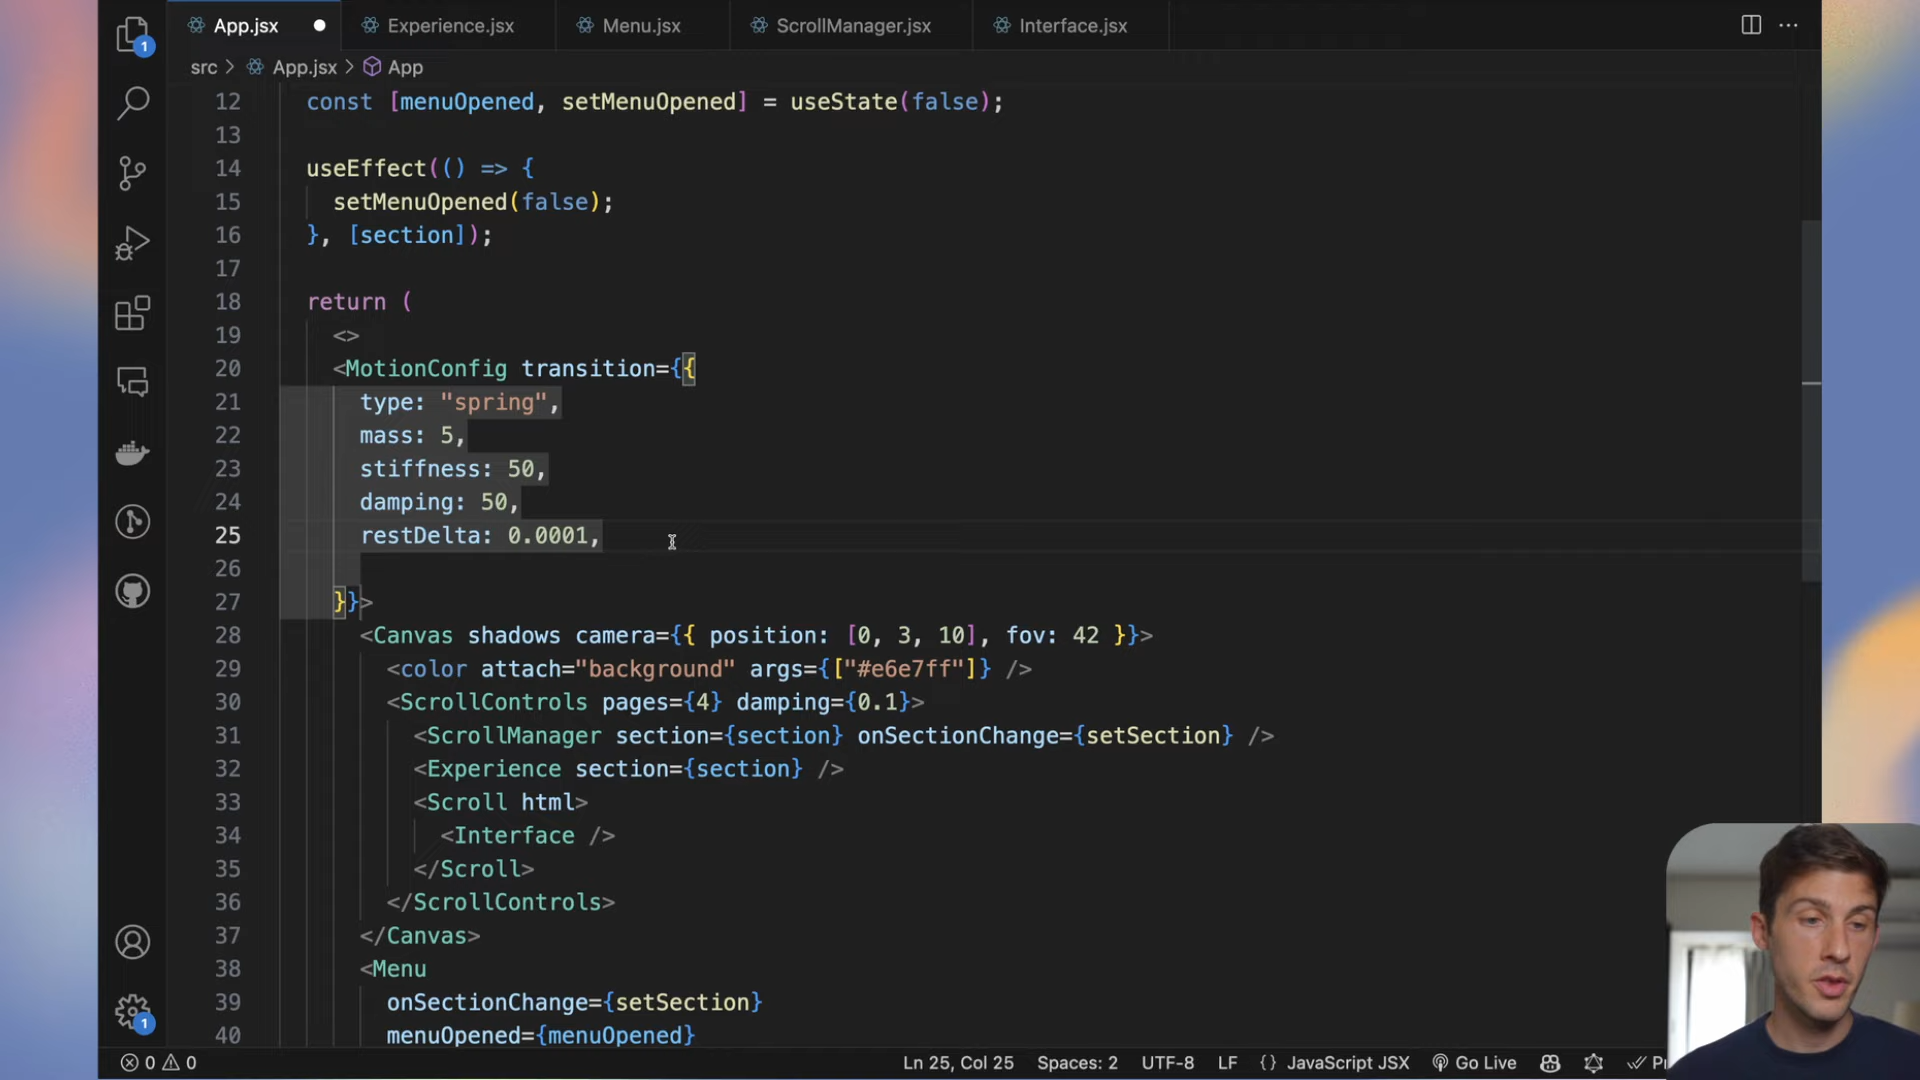 App.jsx
Experience.jsx
Menu.jsx
ScrollManager.jsx
Interface.jsx
1
src > App.jsx > App
12 const [menuOpened, setMenuOpened] = useState(false);
13
14 useEffect(() => {
15 setMenuOpened(false);
16 }, [section]);
17
18 return (
19 <>
20 <MotionConfig transition={{
21 type: "spring",
22 mass: 5,
23 stiffness: 50,
24 damping: 50,
25 restDelta: 0.0001,
26
27 }}>
28 <Canvas shadows camera={{ position: [0, 3, 10], fov: 42 }}>
29 <color attach="background" args={["#e6e7ff"]} />
30 <ScrollControls pages={4} damping={0.1}>
31 <ScrollManager section={section} onSectionChange={setSection} />
32 <Experience section={section} />
33 <Scroll html>
34 <Interface />
35 </Scroll>
36 </ScrollControls>
37 </Canvas>
38 <Menu
39 onSectionChange={setSection}
40 menuOpened={menuOpened}
1
0 0 Ln 25, Col 25 Spaces: 2 UTF-8 LF {} JavaScript JSX Go Live